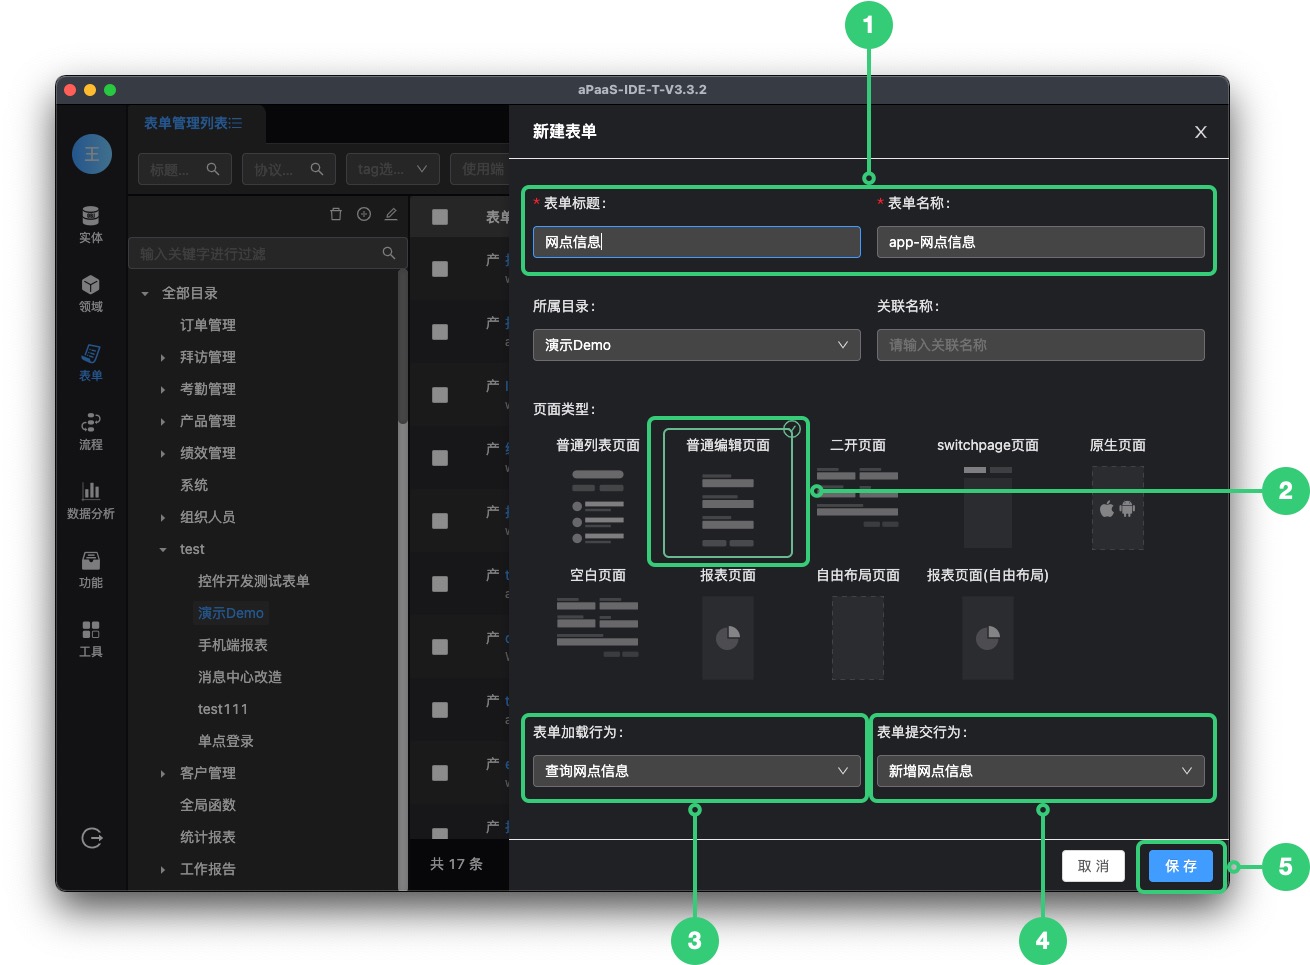 1
aPaaS-IDE-T-V3.3.2
表单管理列表
新建表单
X
王
标题...
协议...
tag选...
使用端
实体
领域
表单
流程
数据分析
功能
工具
输入关键字进行过滤
全部目录
订单管理
拜访管理
考勤管理
产品管理
绩效管理
系统
组织人员
test
控件开发测试表单
演示Demo
手机端报表
消息中心改造
test111
单点登录
客户管理
全局函数
统计报表
工作报告
表单
产
产
产
产
产
产
产
产
产
产
共 17 条
* 表单标题:
* 表单名称:
网点信息
app-网点信息
所属目录:
关联名称:
演示Demo
请输入关联名称
页面类型:
普通列表页面
普通编辑页面
二开页面
switchpage页面
原生页面
2
空白页面
报表页面
自由布局页面
报表页面(自由布局)
表单加载行为:
表单提交行为:
查询网点信息
新增网点信息
取 消
保 存
5
3
4